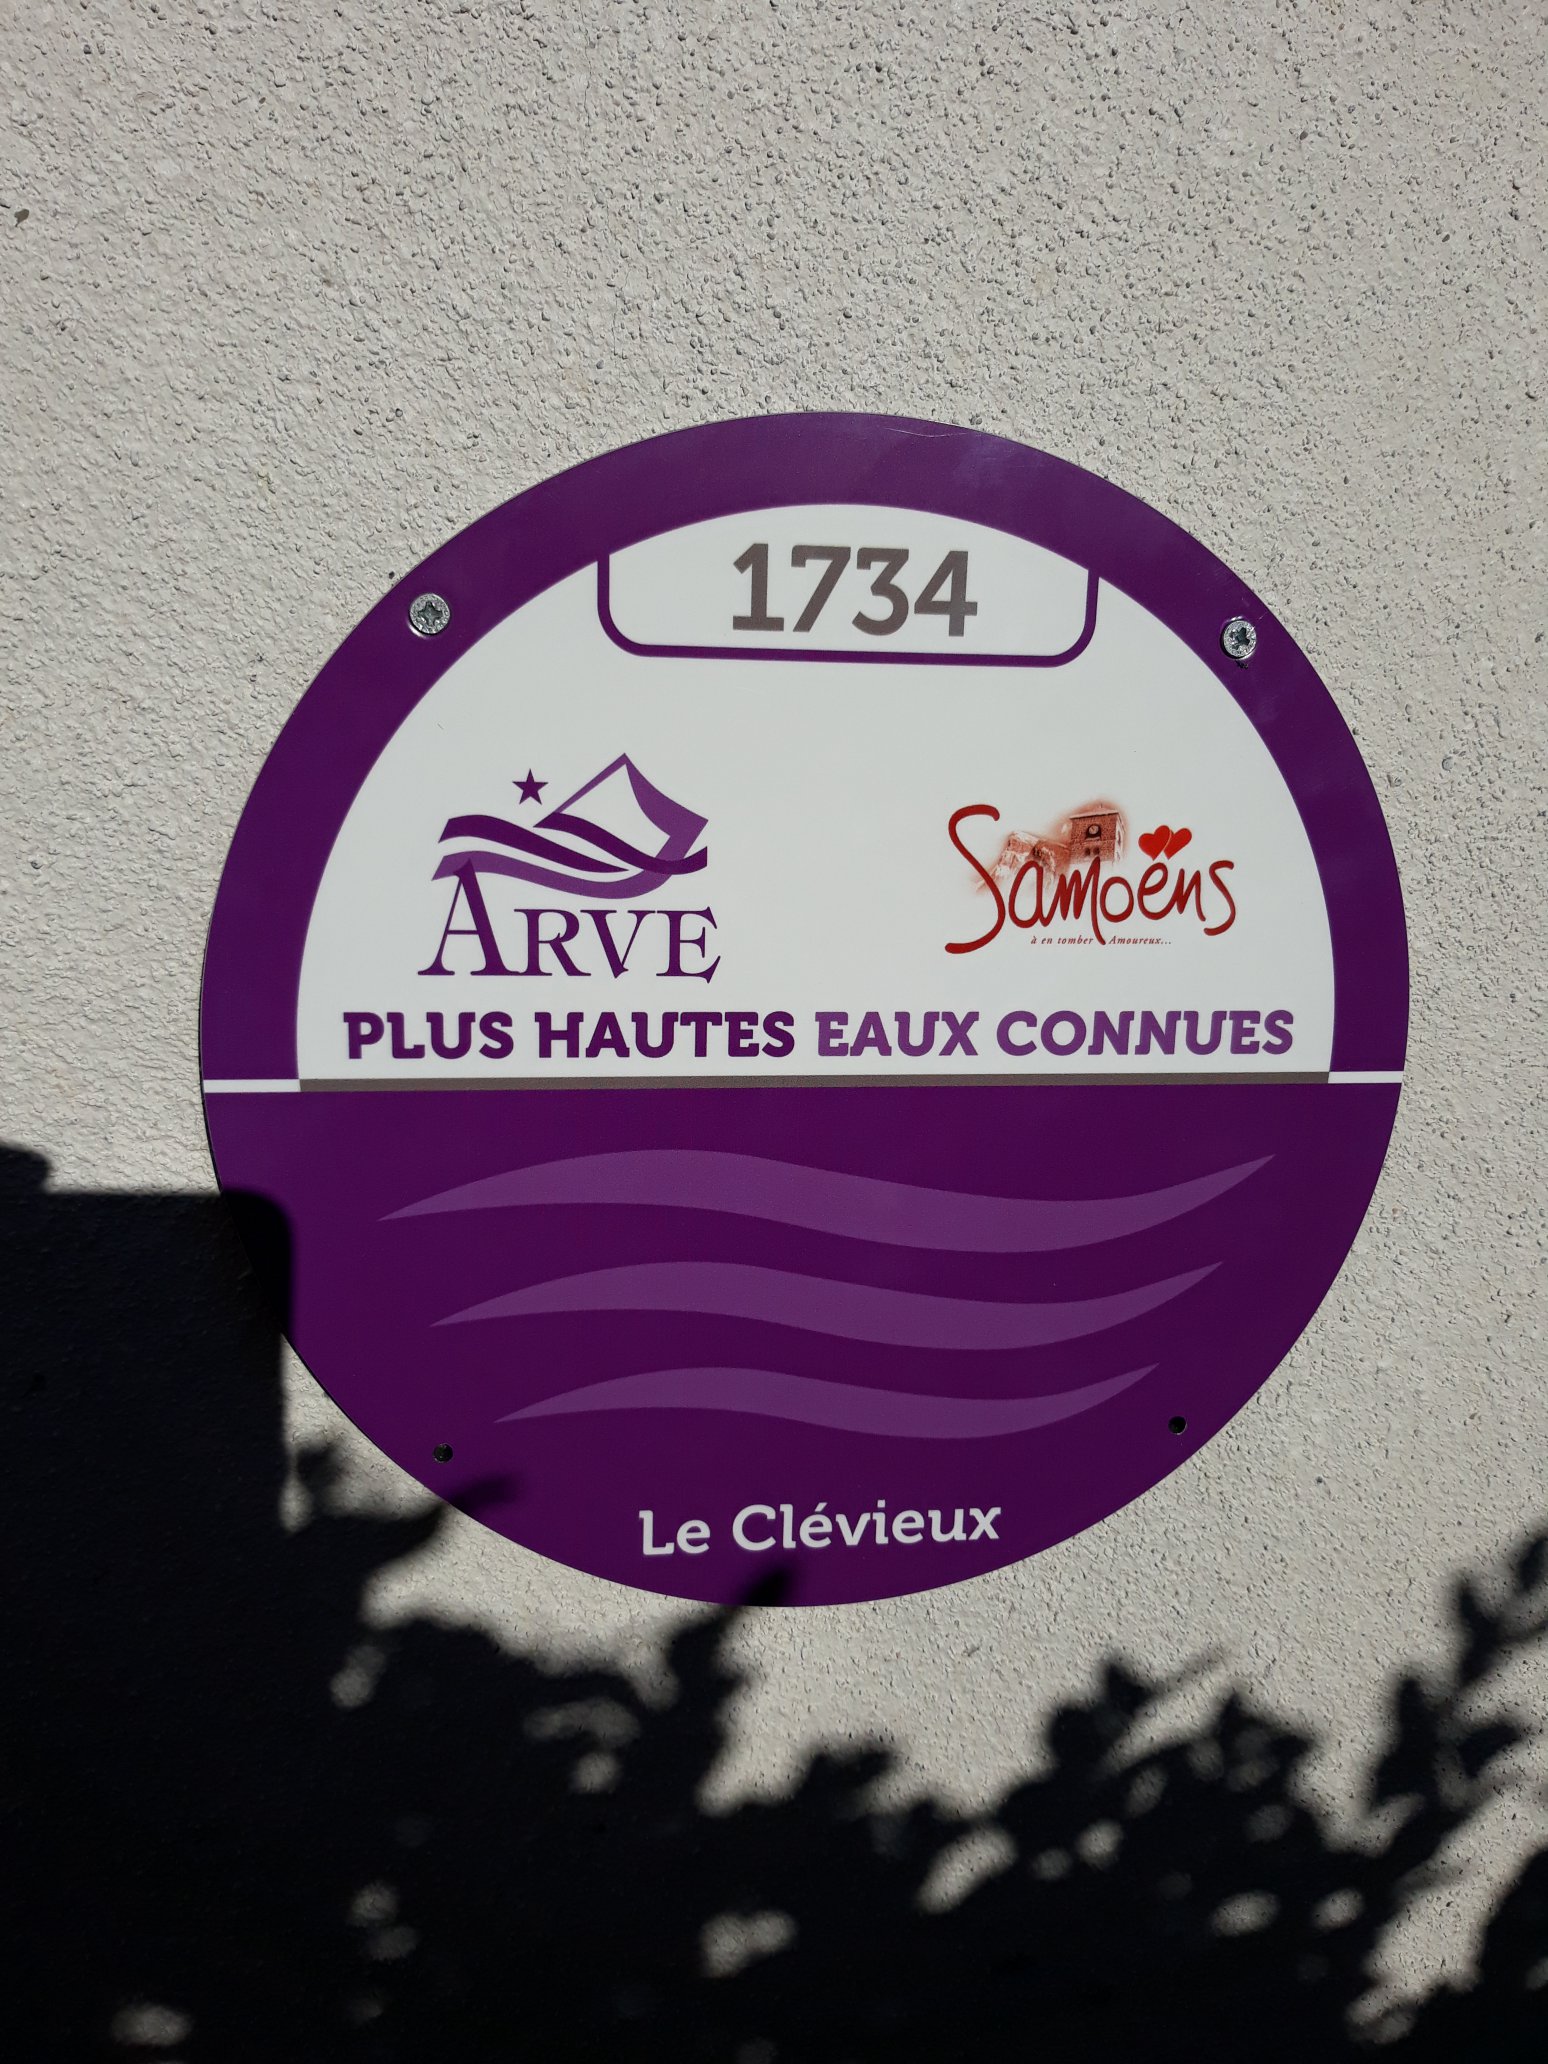 1734
ARVE
Samoëns
à en tomber Amoureux...
PLUS HAUTES EAUX CONNUES
Le Clévieux